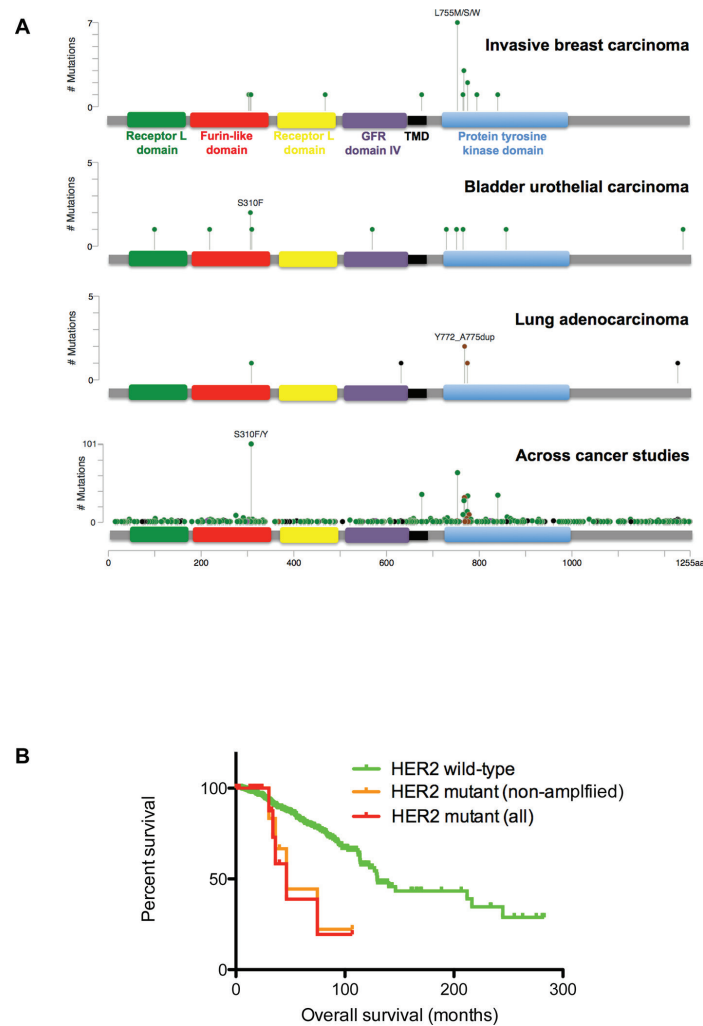 A
L755M/S/W
7
0
# Mutations
Invasive breast carcinoma
Receptor L
domain
Furin-like
domain
Receptor L
domain
GFR
domain IV
TMD
Protein tyrosine
kinase domain
Bladder urothelial carcinoma
5
0
# Mutations
S310F
Lung adenocarcinoma
5
0
# Mutations
Y772_A775dup
Across cancer studies
101
0
# Mutations
S310F/Y
0 200 400 600 800 1000 1255aa
B
HER2 wild-type
HER2 mutant (non-amplfiied)
HER2 mutant (all)
100
50
0
Percent survival
0 100 200 300
Overall survival (months)